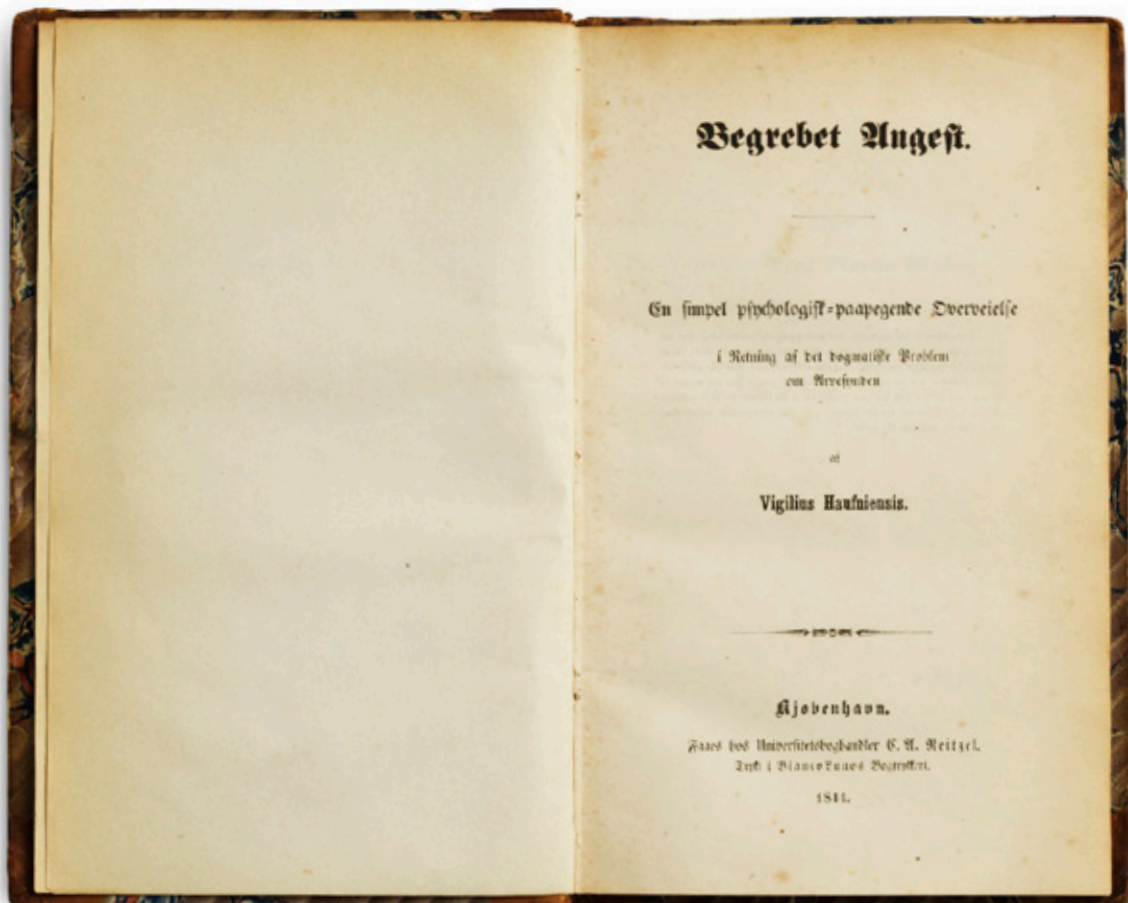 Begrebet Angest.
En simpel psychologisk-paapegende Overveielse
i Retning af det dogmatiske Problem
om Arvesynden
af
Vigilius Haufniensis.
Kjøbenhavn.
Faaes hos Universitetsboghandler C. A. Reitzel.
Trykt i Bianco Lunos Bogtrykkeri.
1844.